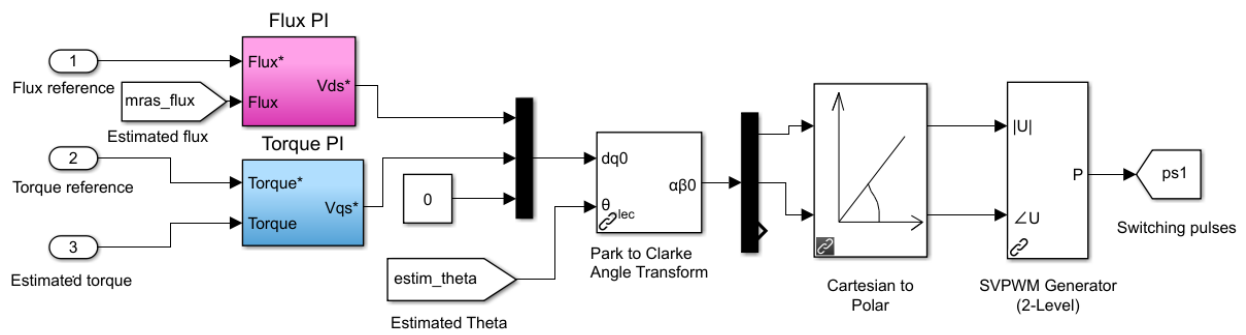 Flux PI
1
Flux*
Flux reference
Vds*
mras_flux
Flux
Estimated flux
Torque PI
2
Torque*
Torque reference
Vqs*
Torque
3
Estimated torque
0
dq0
αβ0
θ
lec
Park to Clarke
Angle Transform
estim_theta
Estimated Theta
Cartesian to
Polar
|U|
P
∠U
SVPWM Generator
(2-Level)
ps1
Switching pulses